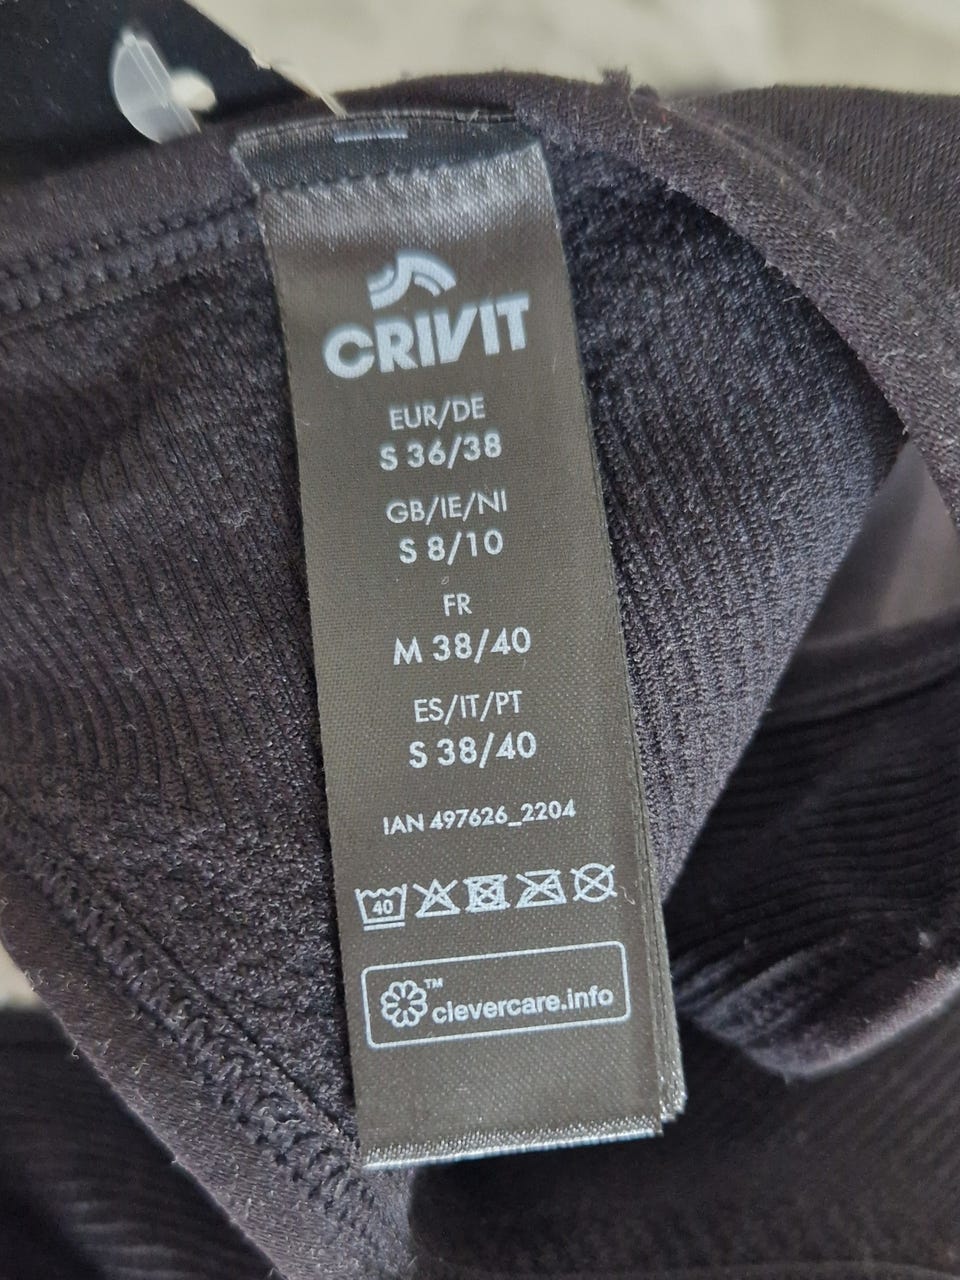 CRIVIT
EUR/DE
S 36/38
GB/IE/NI
S 8/10
FR
M 38/40
ES/IT/PT
S 38/40
IAN 497626_2204
40
™
clevercare.info